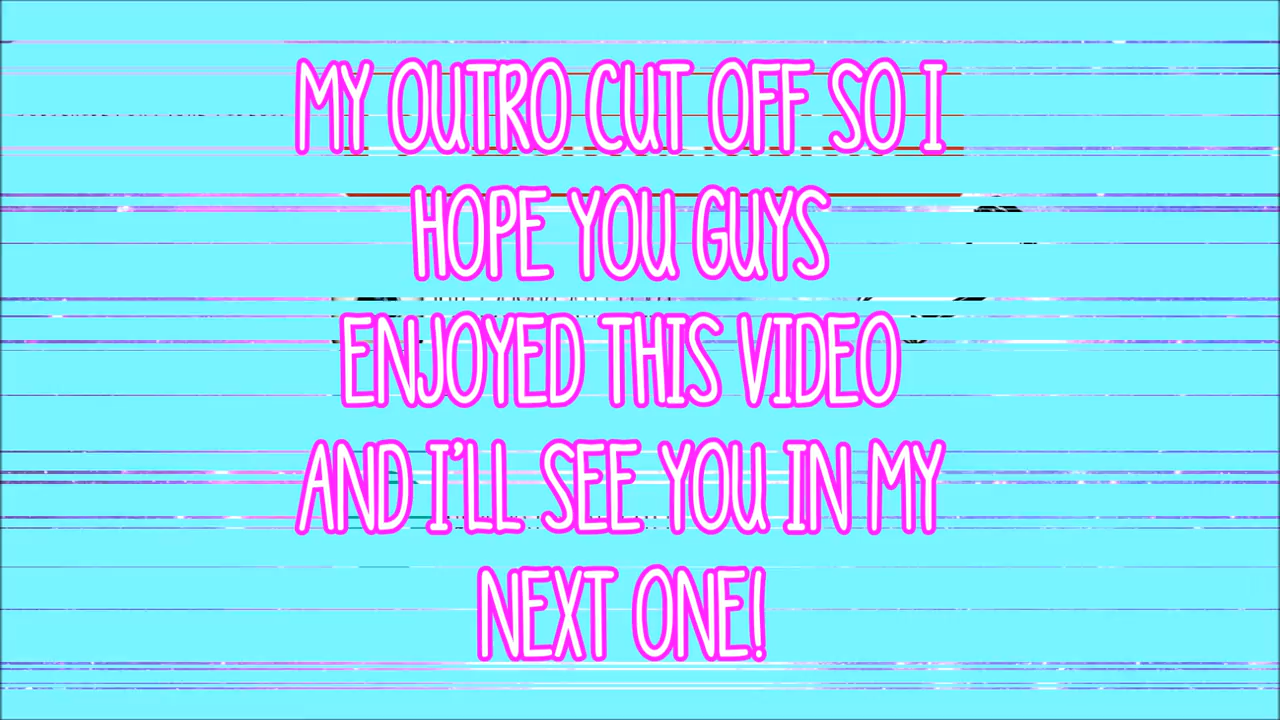 MY OUTRO CUT OFF SO I
HOPE YOU GUYS
ENJOYED THIS VIDEO
AND I'LL SEE YOU IN MY
NEXT ONE!